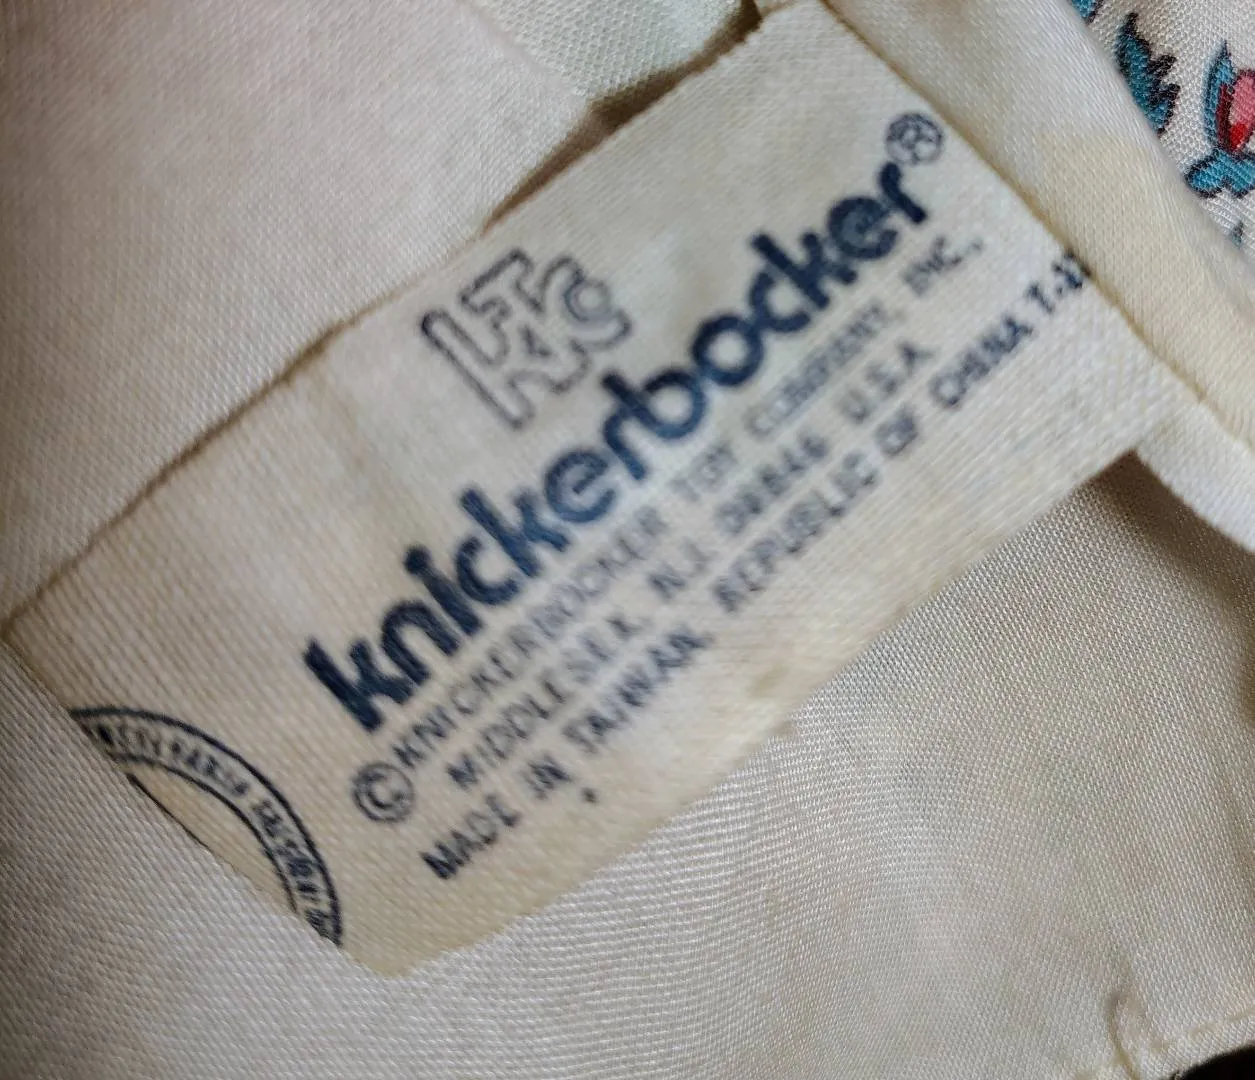 KTC
knickerbocker®
© KNICKERBOCKER TOY COMPANY, INC.
MIDDLESEX, N.J. 08846 U.S.A.
MADE IN TAIWAN, REPUBLIC OF CHINA